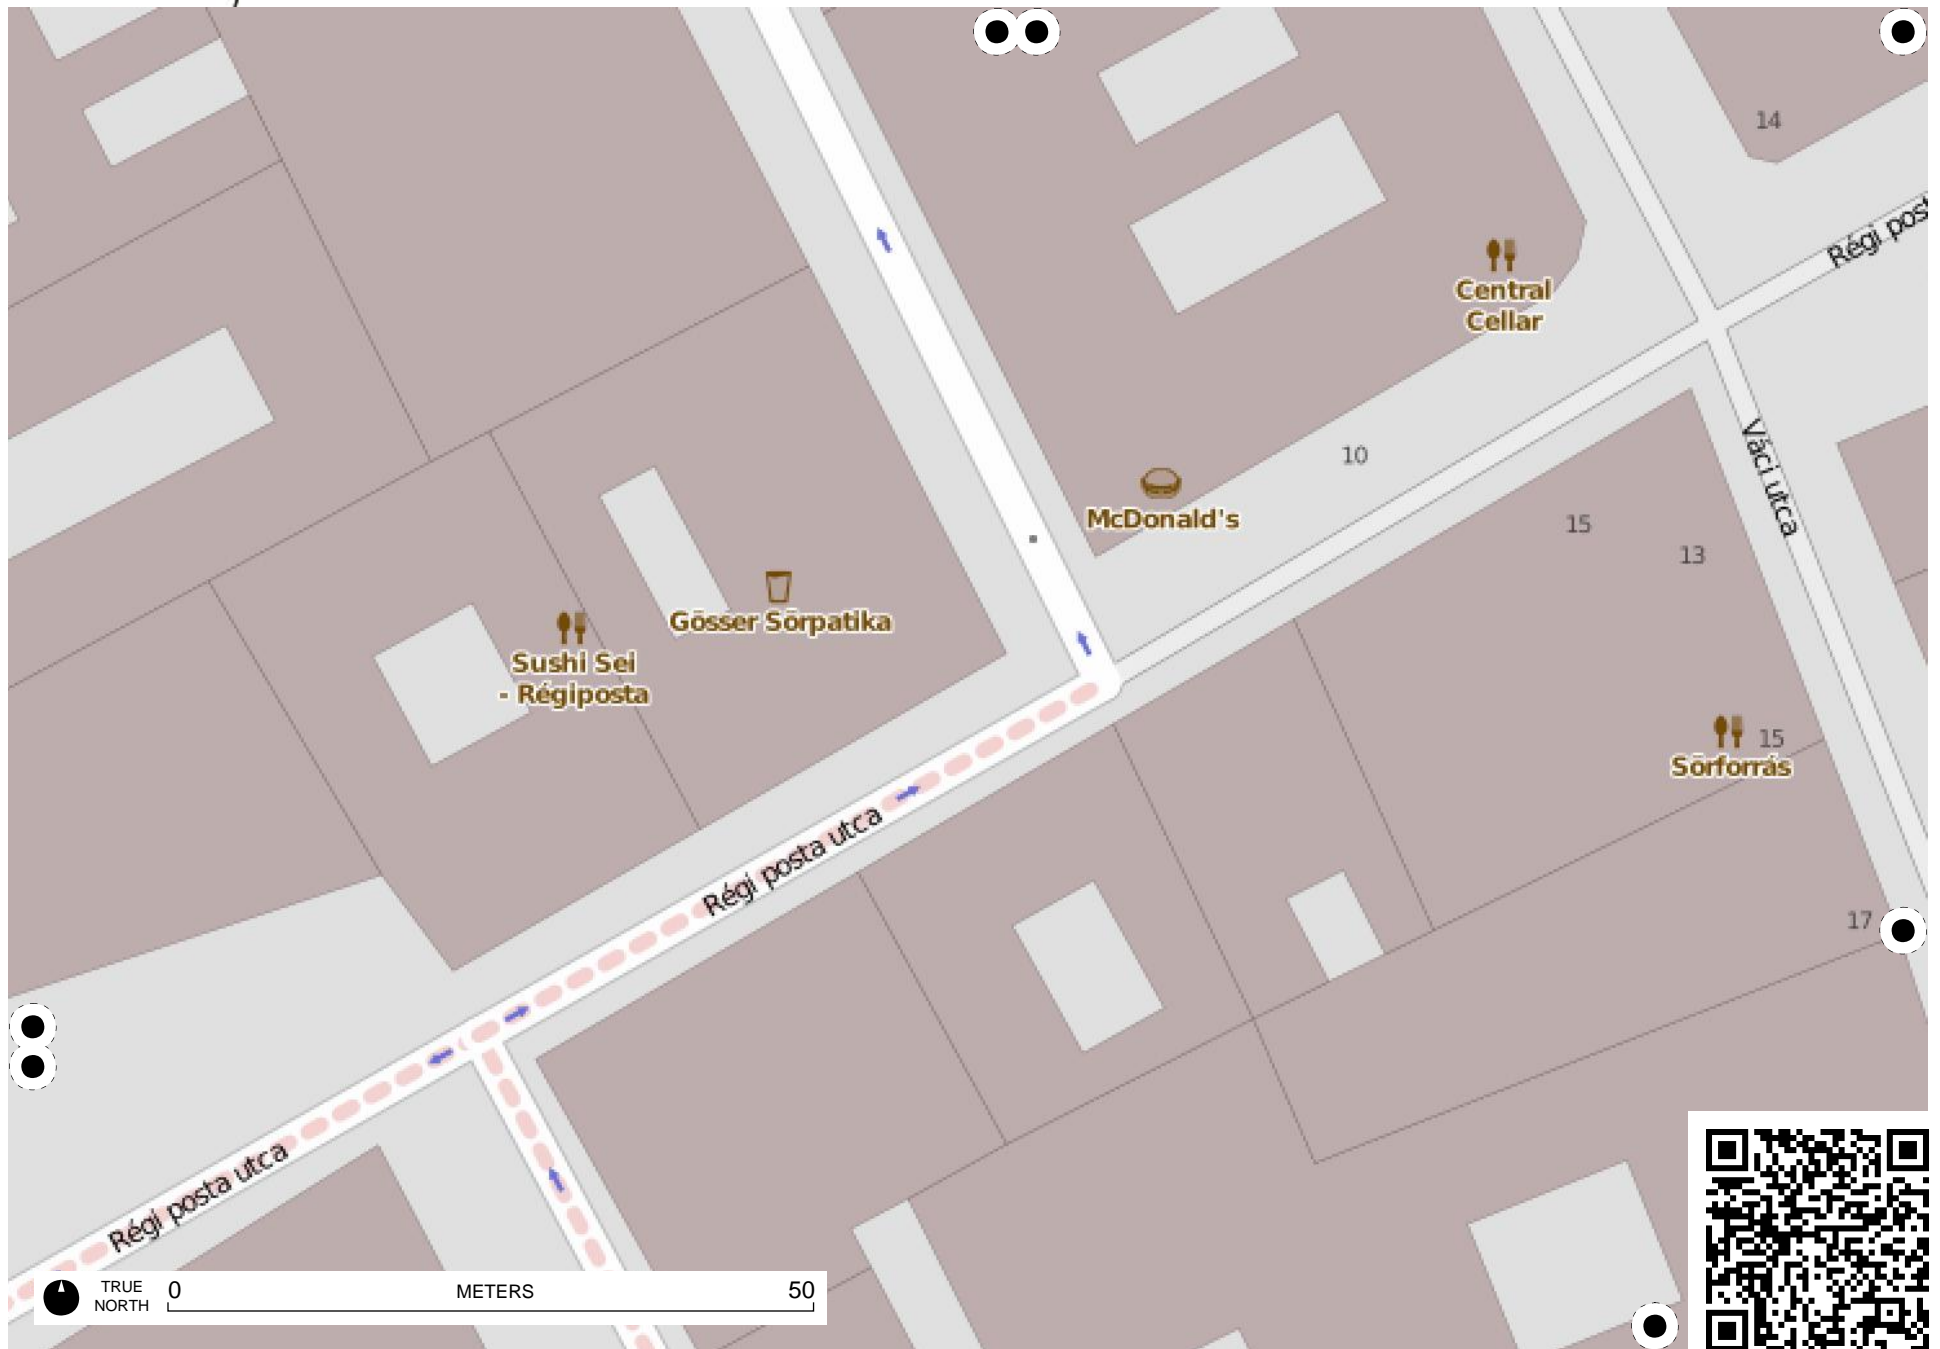 14
Régi post
Central
Cellar
10
Váci utca
McDonald's
15
13
Gösser Sörpatika
Sushi Sei
- Régiposta
15
Sörforrás
Régi posta utca
17
Régi posta utca
TRUE
NORTH
0 METERS 50